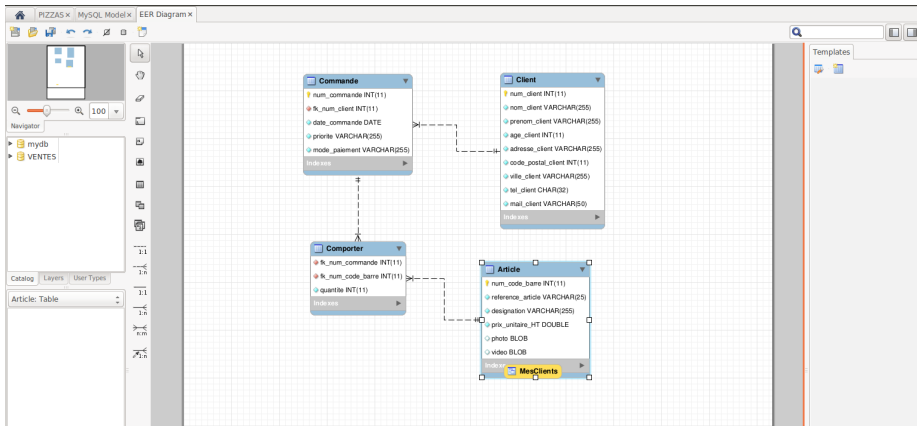 PIZZAS ×
MySQL Model ×
EER Diagram ×
100
Navigator
mydb
VENTES
Catalog
Layers
User Types
Article: Table
1:1
1:n
1:1
1:n
n:m
1:n
Commande
num_commande INT(11)
fk_num_client INT(11)
date_commande DATE
priorite VARCHAR(255)
mode_paiement VARCHAR(255)
Indexes
Client
num_client INT(11)
nom_client VARCHAR(255)
prenom_client VARCHAR(255)
age_client INT(11)
adresse_client VARCHAR(255)
code_postal_client INT(11)
ville_client VARCHAR(255)
tel_client CHAR(32)
mail_client VARCHAR(50)
Indexes
Comporter
fk_num_commande INT(11)
fk_num_code_barre INT(11)
quantite INT(11)
Indexes
Article
num_code_barre INT(11)
reference_article VARCHAR(25)
designation VARCHAR(255)
prix_unitaire_HT DOUBLE
photo BLOB
video BLOB
MesClients
Templates